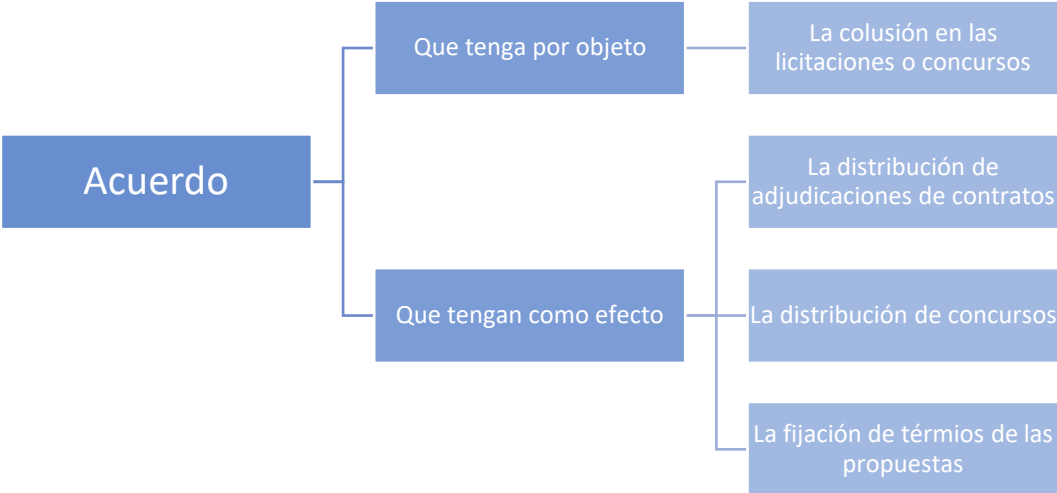 Acuerdo
Que tenga por objeto
La colusión en las
licitaciones o concursos
Que tengan como efecto
La distribución de
adjudicaciones de contratos
La distribución de concursos
La fijación de térmios de las
propuestas